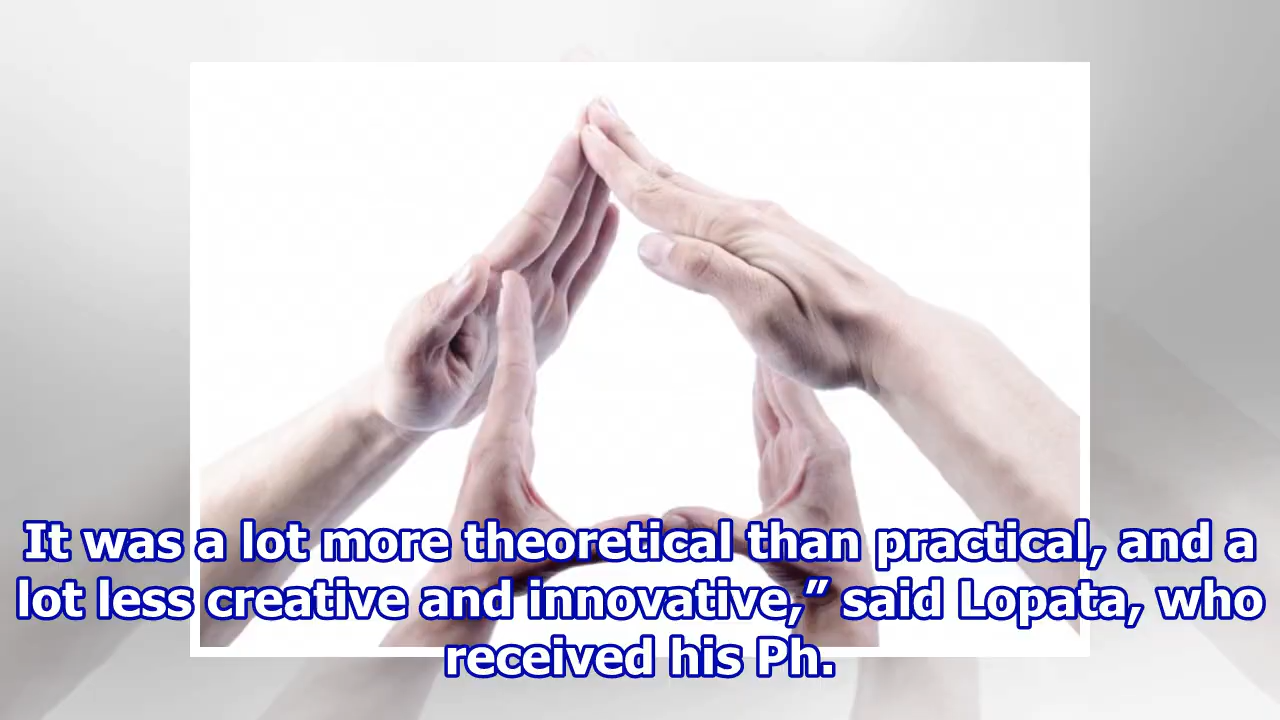 It was a lot more theoretical than practical, and a
lot less creative and innovative,” said Lopata, who
received his Ph.